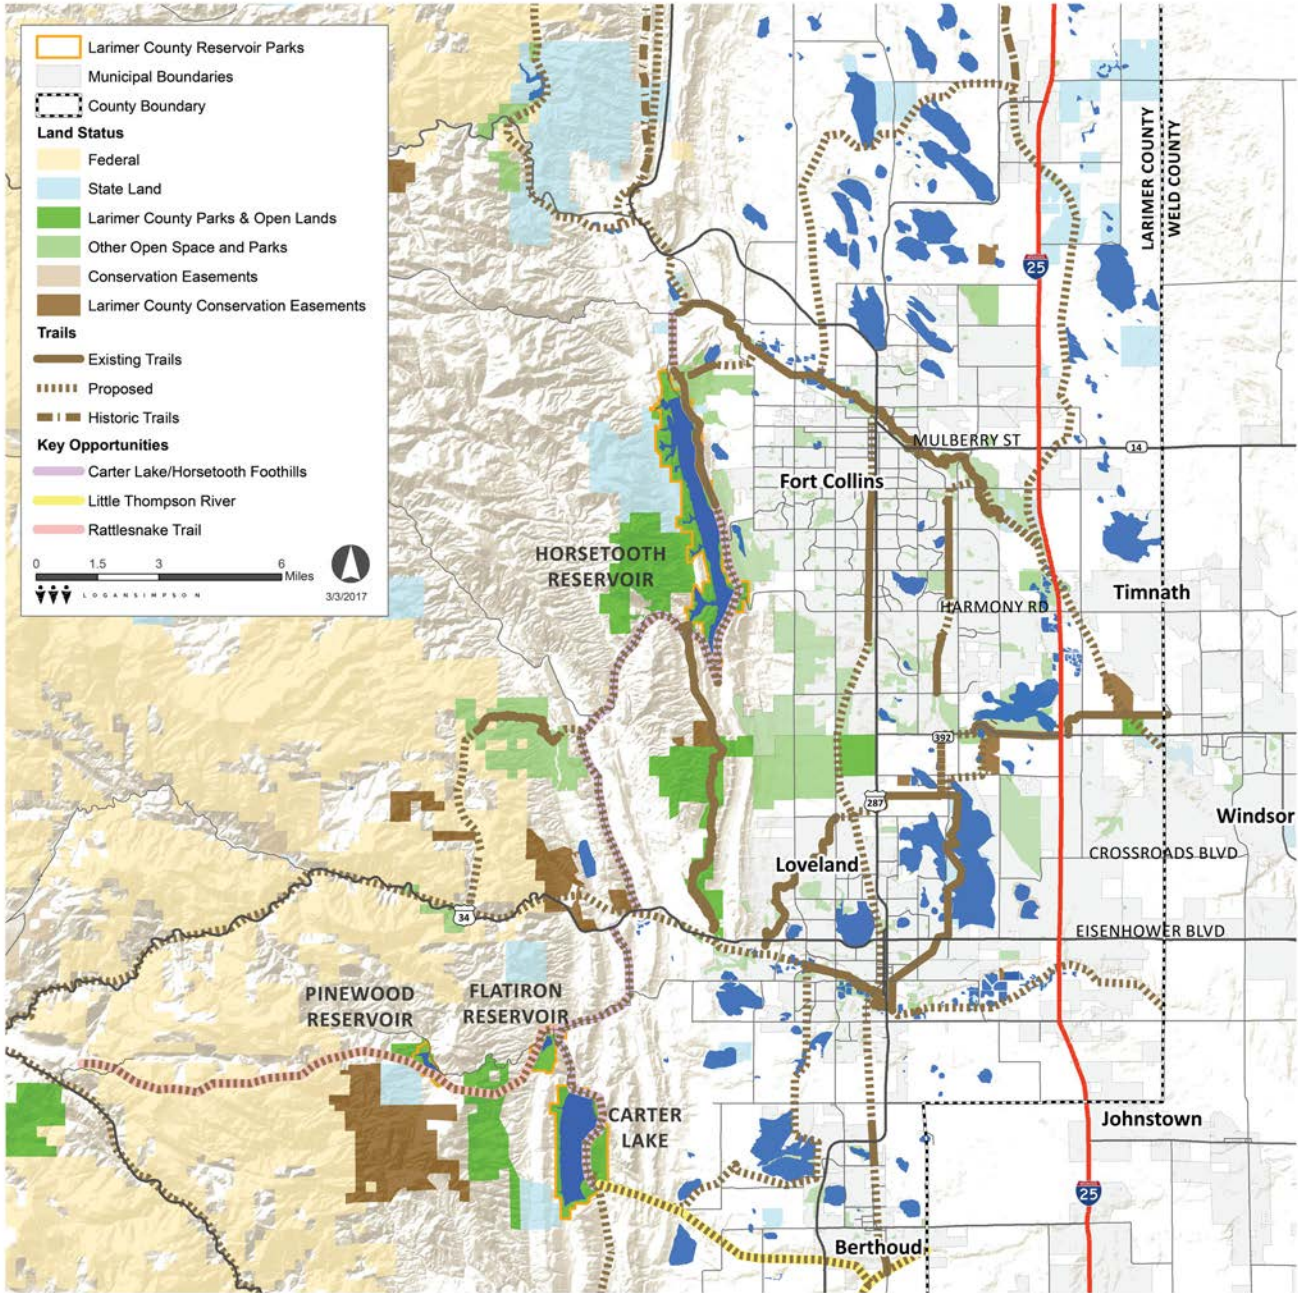 Larimer County Reservoir Parks
Municipal Boundaries
County Boundary
Land Status
Federal
State Land
Larimer County Parks & Open Lands
Other Open Space and Parks
Conservation Easements
Larimer County Conservation Easements
Trails
Existing Trails
Proposed
Historic Trails
Key Opportunities
Carter Lake/Horsetooth Foothills
Little Thompson River
Rattlesnake Trail
0 1.5 3 6
Miles
LOGANSIMPSON
3/3/2017
LARIMER COUNTY
WELD COUNTY
25
MULBERRY ST
14
Fort Collins
HORSETOOTH
RESERVOIR
HARMONY RD
Timnath
392
287
Windsor
CROSSROADS BLVD
Loveland
34
EISENHOWER BLVD
PINEWOOD
RESERVOIR
FLATIRON
RESERVOIR
CARTER
LAKE
Johnstown
25
Berthoud